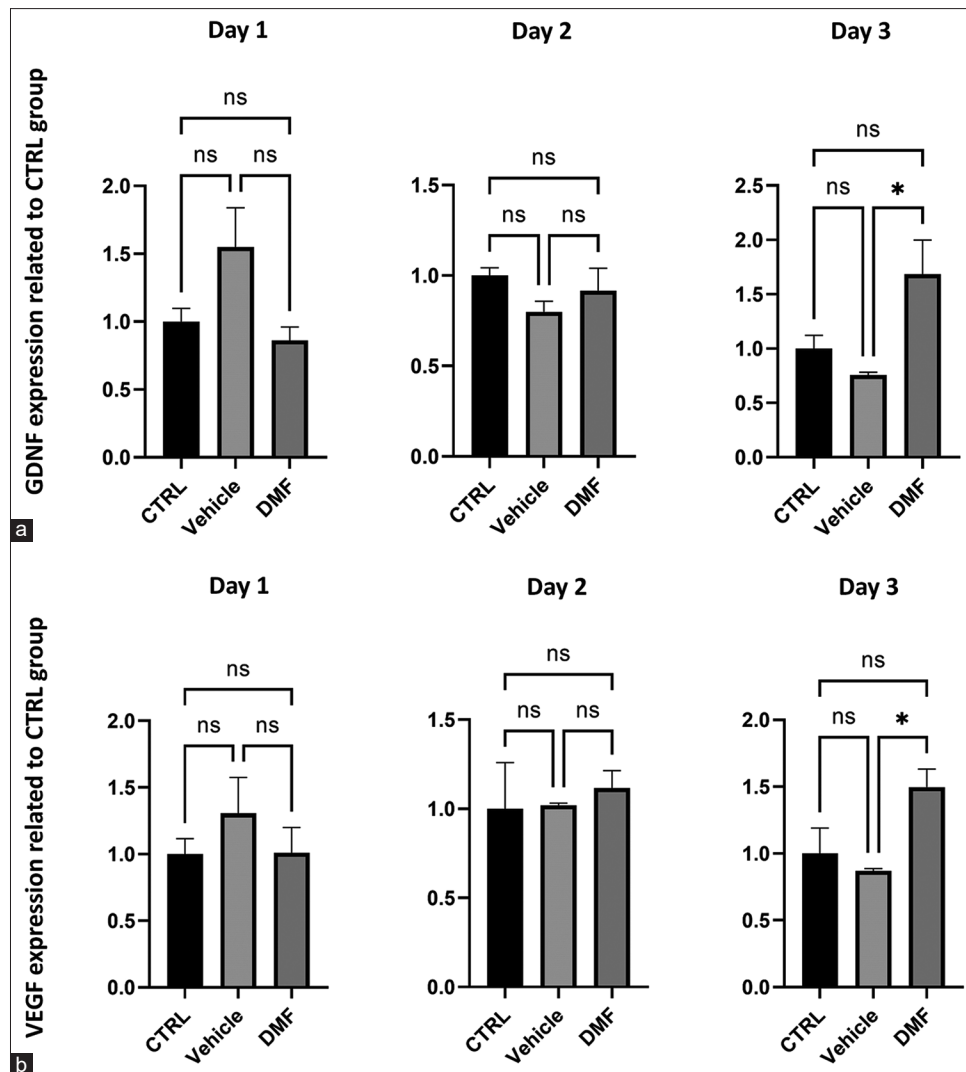 GDNF expression related to CTRL group
Day 1
ns
ns ns
2.0
1.5
1.0
0.5
0.0
CTRL Vehicle DMF
Day 2
ns
ns ns
1.5
1.0
0.5
0.0
CTRL Vehicle DMF
Day 3
ns
ns *
2.5
2.0
1.5
1.0
0.5
0.0
CTRL Vehicle DMF
a
VEGF expression related to CTRL group
Day 1
ns
ns ns
2.0
1.5
1.0
0.5
0.0
CTRL Vehicle DMF
Day 2
ns
ns ns
1.5
1.0
0.5
0.0
CTRL Vehicle DMF
Day 3
ns
ns *
2.0
1.5
1.0
0.5
0.0
CTRL Vehicle DMF
b